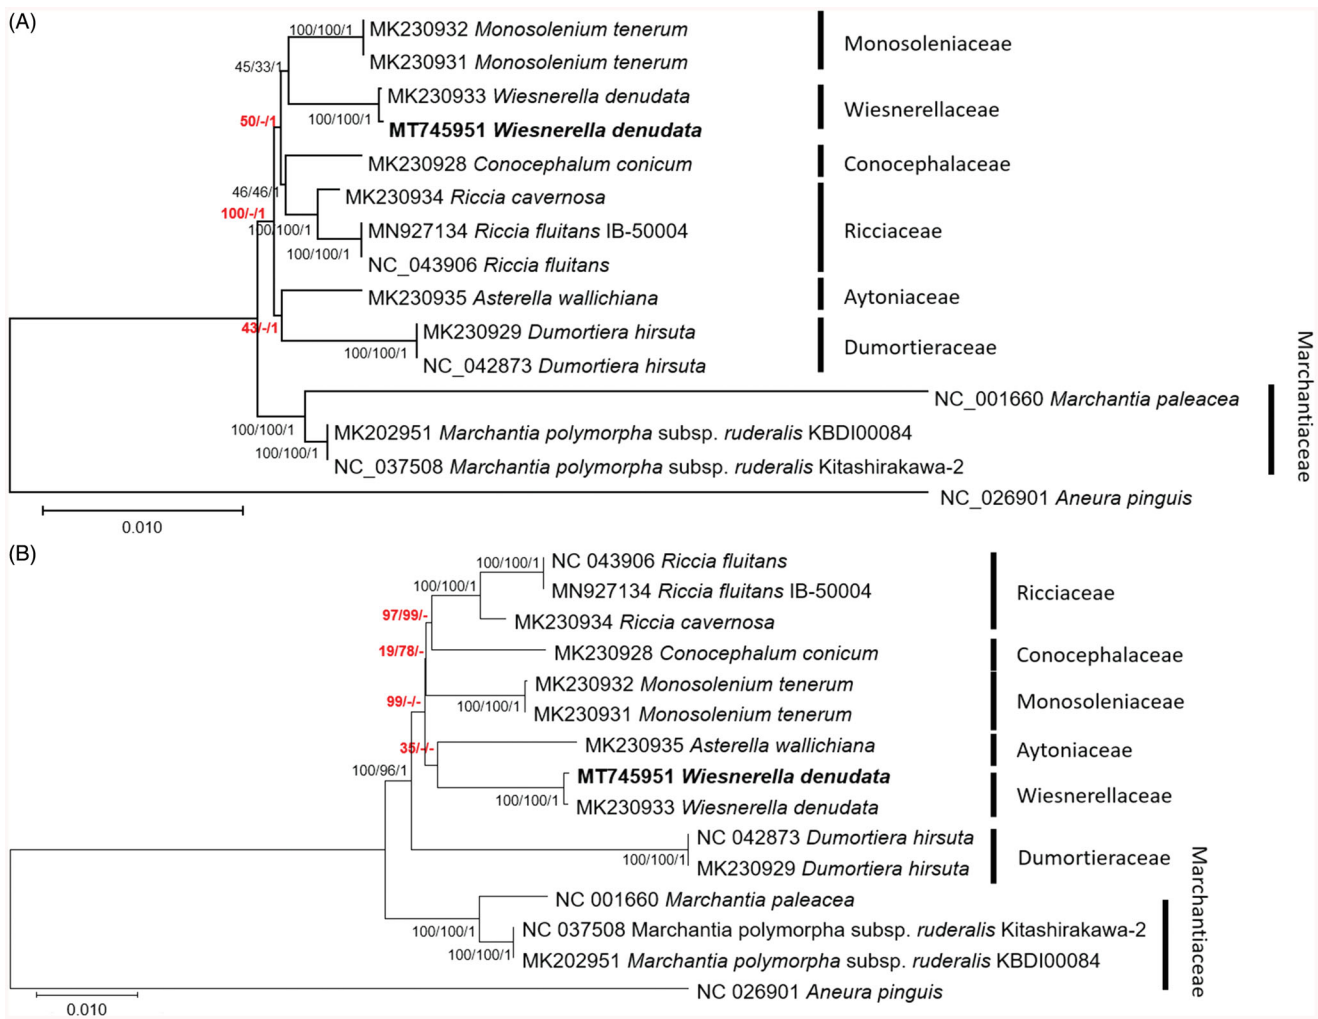 (A)
100/100/1
MK230932 Monosolenium tenerum
Monosoleniaceae
MK230931 Monosolenium tenerum
45/33/1
MK230933 Wiesnerella denudata
Wiesnerellaceae
100/100/1
50/-/1
MT745951 Wiesnerella denudata
MK230928 Conocephalum conicum
Conocephalaceae
46/46/1
MK230934 Riccia cavernosa
100/-/1
100/100/1
MN927134 Riccia fluitans IB-50004
Ricciaceae
100/100/1
NC_043906 Riccia fluitans
MK230935 Asterella wallichiana
Aytoniaceae
43/-/1
MK230929 Dumortiera hirsuta
Dumortieraceae
100/100/1
NC_042873 Dumortiera hirsuta
NC_001660 Marchantia paleacea
100/100/1
MK202951 Marchantia polymorpha subsp. ruderalis KBDI00084
100/100/1
NC_037508 Marchantia polymorpha subsp. ruderalis Kitashirakawa-2
Marchantiaceae
NC_026901 Aneura pinguis
0.010
(B)
100/100/1
NC 043906 Riccia fluitans
100/100/1
MN927134 Riccia fluitans IB-50004
Ricciaceae
97/99/-
MK230934 Riccia cavernosa
19/78/-
MK230928 Conocephalum conicum
Conocephalaceae
MK230932 Monosolenium tenerum
99/-/-
100/100/1
Monosoleniaceae
MK230931 Monosolenium tenerum
35/-/-
MK230935 Asterella wallichiana
Aytoniaceae
100/96/1
MT745951 Wiesnerella denudata
100/100/1
Wiesnerellaceae
MK230933 Wiesnerella denudata
NC 042873 Dumortiera hirsuta
100/100/1
Dumortieraceae
MK230929 Dumortiera hirsuta
NC 001660 Marchantia paleacea
100/100/1
NC 037508 Marchantia polymorpha subsp. ruderalis Kitashirakawa-2
100/100/1
MK202951 Marchantia polymorpha subsp. ruderalis KBDI00084
Marchantiaceae
NC 026901 Aneura pinguis
0.010